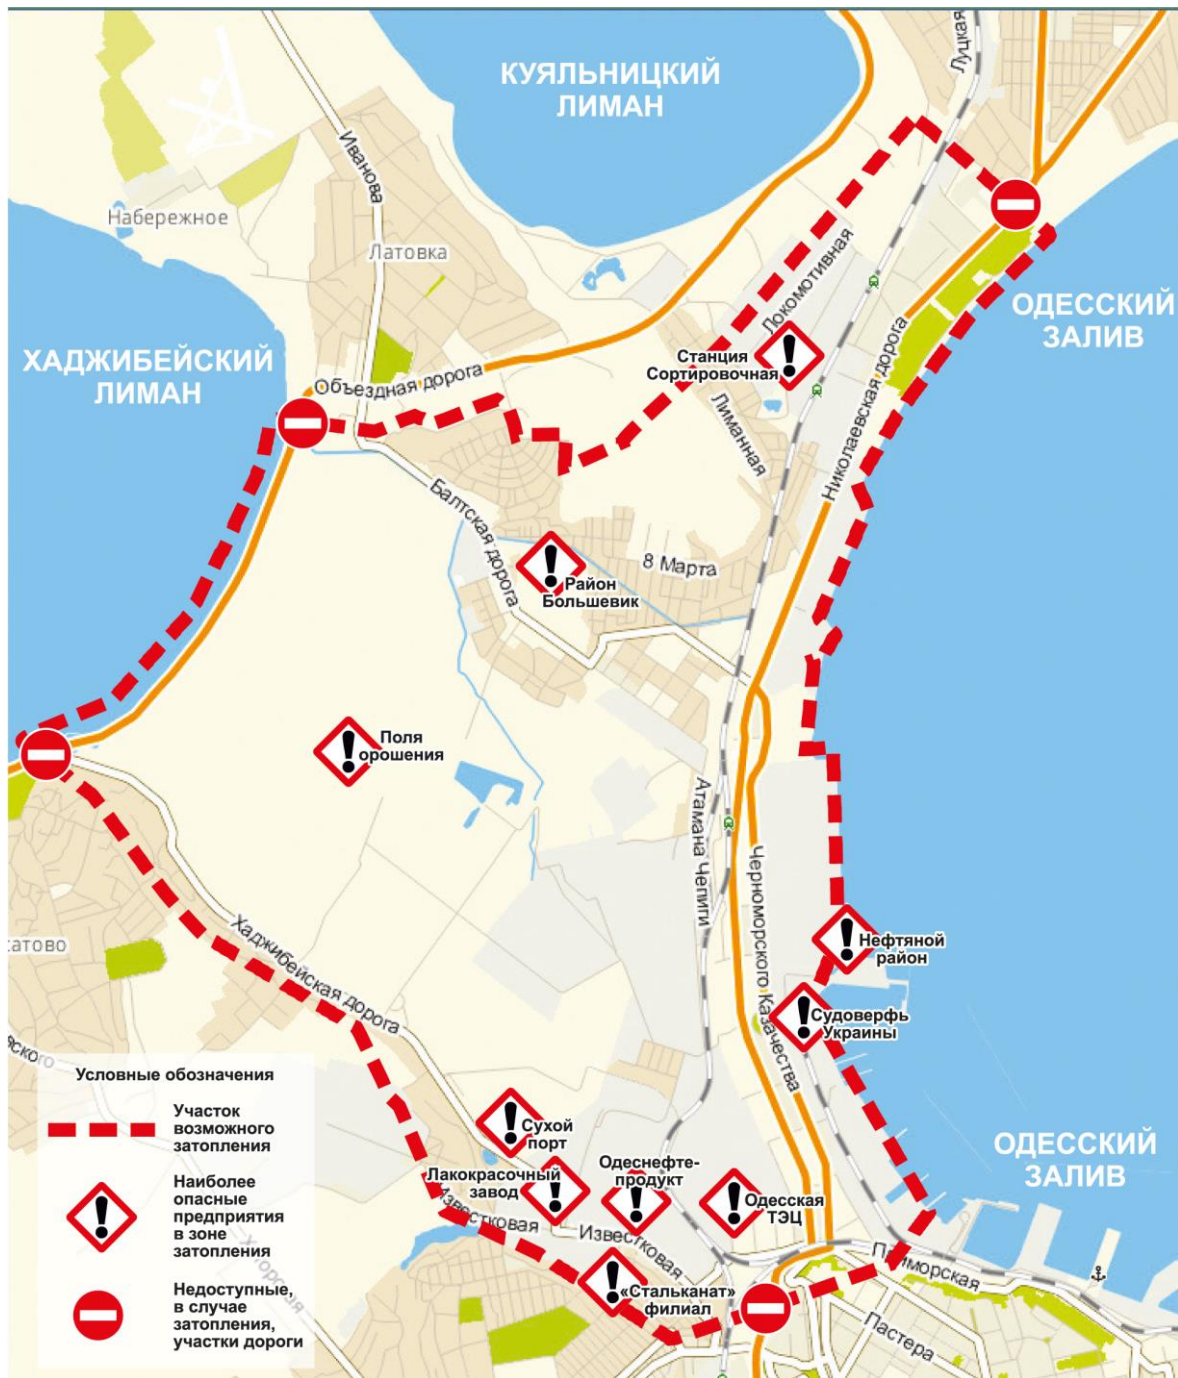 КУЯЛЬНИЦКИЙ
ЛИМАН
Луцкая
Иванова
Набережное
Латовка
Локомотивная
ОДЕССКИЙ
ЗАЛИВ
ХАДЖИБЕЙСКИЙ
ЛИМАН
Объездная дорога
Станция
Сортировочная
Николаевская дорога
Лиманная
Балтская дорога
8 Марта
Район
Большевик
Поля
орошения
Атамана Чепиги
Черноморского Казачества
Хаджибейская дорога
Нефтяной
район
Судоверфь
Украины
Сухой
порт
Лакокрасочный
завод
Одеснефте-
продукт
Одесская
ТЭЦ
ОДЕССКИЙ
ЗАЛИВ
Известковая
Известковая
«Стальканат»
филиал
Приморская
Пастера
Условные обозначения
Участок
возможного
затопления
Наиболее
опасные
предприятия
в зоне
затопления
Недоступные,
в случае
затопления,
участки дороги